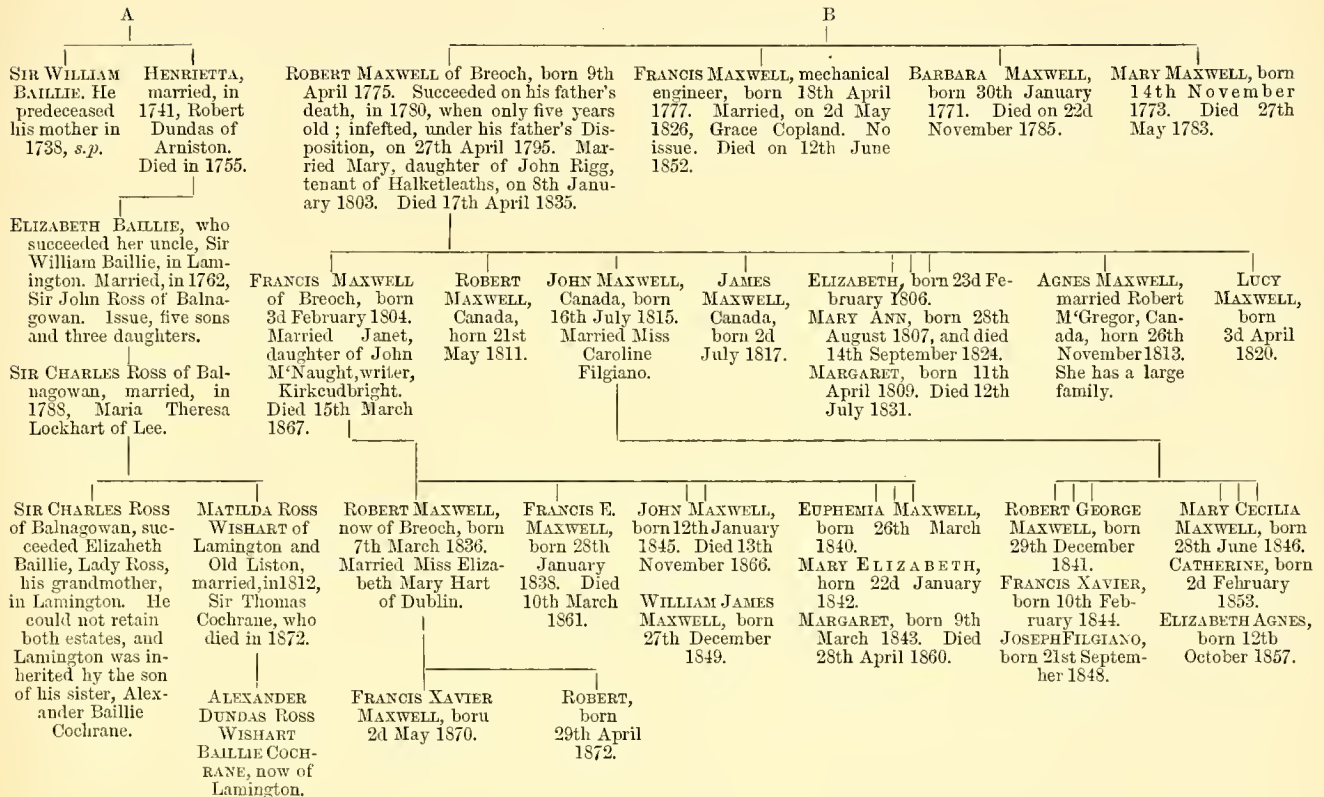 A
B
SIR WILLIAM
BAILLIE. He
predeceased
his mother in
1738, s.p.
HENRIETTA,
married, in
1741, Robert
Dundas of
Arniston.
Died in 1755.
ROBERT MAXWELL of Breoch, born 9th
April 1775. Succeeded on his father's
death, in 1780, when only five years
old ; infefted, under his father's Dis-
position, on 27th April 1795. Mar-
ried Mary, daughter of John Rigg,
tenant of Halketleaths, on 8th Janu-
ary 1803. Died 17th April 1835.
FRANCIS MAXWELL, mechanical
engineer, born 18th April
1777. Married, on 2d May
1826, Grace Copland. No
issue. Died on 12th June
1852.
BARBARA MAXWELL,
born 30th January
1771. Died on 22d
November 1785.
MARY MAXWELL, born
14th November
1773. Died 27th
May 1783.
ELIZABETH BAILLIE, who
succeeded her uncle, Sir
William Baillie, in Lam-
ington. Married, in 1762,
Sir John Ross of Balna-
gowan. Issue, five sons
and three daughters.
FRANCIS MAXWELL
of Breoch, born
3d February 1804.
Married Janet,
daughter of John
M'Naught, writer,
Kirkcudbright.
Died 15th March
1867.
ROBERT
MAXWELL,
Canada,
horn 21st
May 1811.
JOHN MAXWELL,
Canada, born
16th July 1815.
Married Miss
Caroline
Filgiano.
JAMES
MAXWELL,
Canada,
born 2d
July 1817.
ELIZABETH, born 23d Fe-
bruary 1806.
MARY ANN, born 28th
August 1807, and died
14th September 1824.
MARGARET, born 11th
April 1809. Died 12th
July 1831.
AGNES MAXWELL,
married Robert
M'Gregor, Can-
ada, horn 26th
November 1813.
She has a large
family.
LUCY
MAXWELL,
born
3d April
1820.
SIR CHARLES ROSS of Bal-
nagowan, married, in
1788, Maria Theresa
Lockhart of Lee.
SIR CHARLES ROSS
of Balnagowan, suc-
ceeded Elizaheth
Baillie, Lady Ross,
his grandmother,
in Lamington. He
could not retain
both estates, and
Lamington was in-
herited hy the son
of his sister, Alex-
ander Baillie
Cochrane.
MATILDA ROSS
WISHART of
Lamington and
Old Liston,
married, in 1812,
Sir Thomas
Cochrane, who
died in 1872.
ROBERT MAXWELL,
now of Breoch, born
7th March 1836.
Married Miss Eliza-
beth Mary Hart
of Dublin.
FRANCIS E.
MAXWELL,
born 28th
January
1838. Died
10th March
1861.
JOHN MAXWELL,
born 12th January
1845. Died 13th
November 1866.
WILLIAM JAMES
MAXWELL, born
27th December
1849.
EUPHEMIA MAXWELL,
born 26th March
1840.
MARY ELIZABETH,
horn 22d January
1842.
MARGARET, born 9th
March 1843. Died
28th April 1860.
ROBERT GEORGE
MAXWELL, born
29th December
1841.
FRANCIS XAVIER,
born 10th Feb-
ruary 1844.
JOSEPH FILGIANO,
born 21st Septem-
her 1848.
MARY CECILIA
MAXWELL, born
28th June 1846.
CATHERINE, born
2d Fehruary
1853.
ELIZABETH AGNES,
born 12tb
October 1857.
ALEXANDER
DUNDAS ROSS
WISHART
BAILLIE COCH-
RANE, now of
Lamington.
FRANCIS XAVIER
MAXWELL, boru
2d May 1870.
ROBERT,
born
29th April
1872.